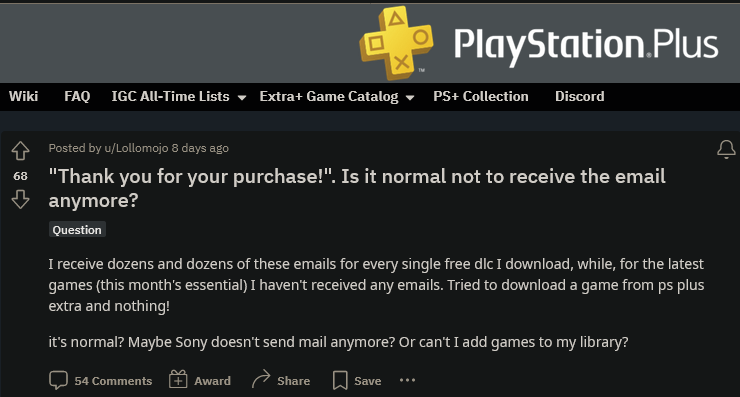 PlayStation.Plus
TM
Wiki FAQ IGC All-Time Lists Extra+ Game Catalog PS+ Collection Discord
Posted by u/Lollomojo 8 days ago
68
"Thank you for your purchase!". Is it normal not to receive the email
anymore?
Question
I receive dozens and dozens of these emails for every single free dlc I download, while, for the latest
games (this month's essential) I haven't received any emails. Tried to download a game from ps plus
extra and nothing!
it's normal? Maybe Sony doesn't send mail anymore? Or can't I add games to my library?
54 Comments Award Share Save